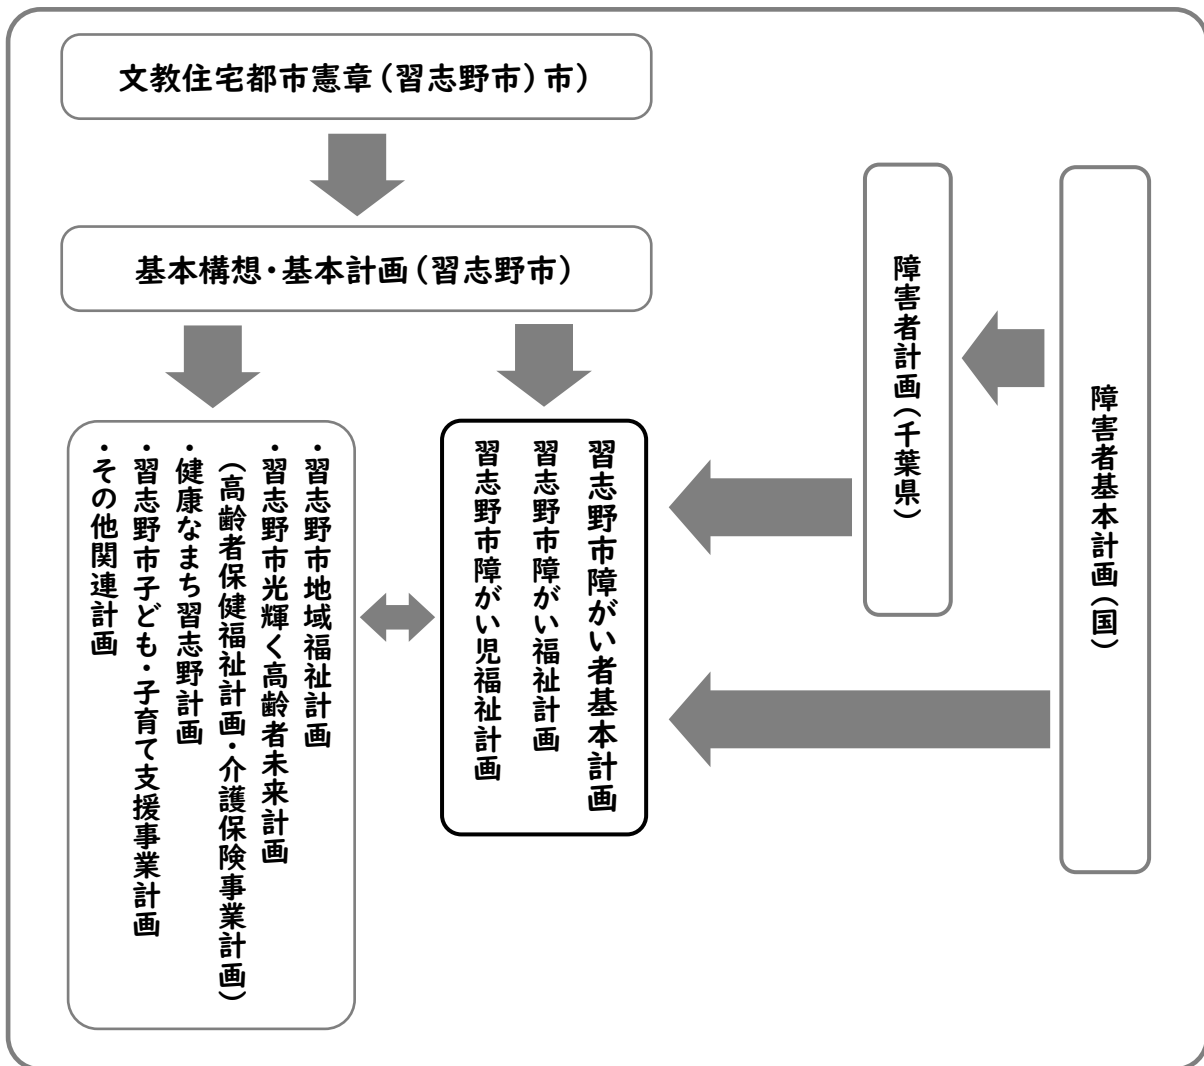 文教住宅都市憲章（習志野市）市）
基本構想・基本計画（習志野市）
障害者基本計画（国）
障害者計画（千葉県）
習志野市障がい者基本計画
習志野市障がい福祉計画
習志野市障がい児福祉計画
・習志野市地域福祉計画
・習志野市光輝く高齢者未来計画
（高齢者保健福祉計画・介護保険事業計画）
・健康なまち習志野計画
・習志野市子ども・子育て支援事業計画
・その他関連計画